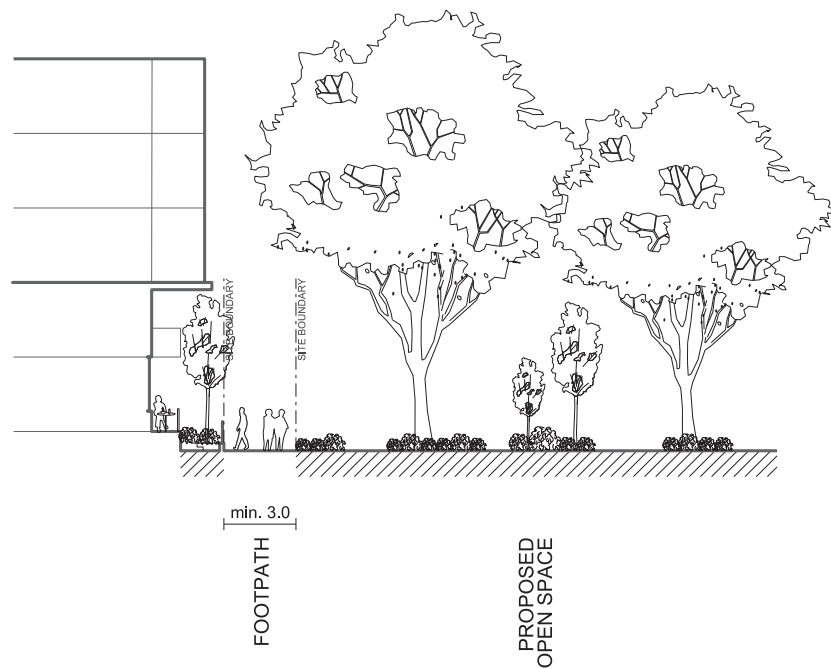 SITE BOUNDARY
SITE BOUNDARY
min. 3.0
FOOTPATH
PROPOSED
OPEN SPACE